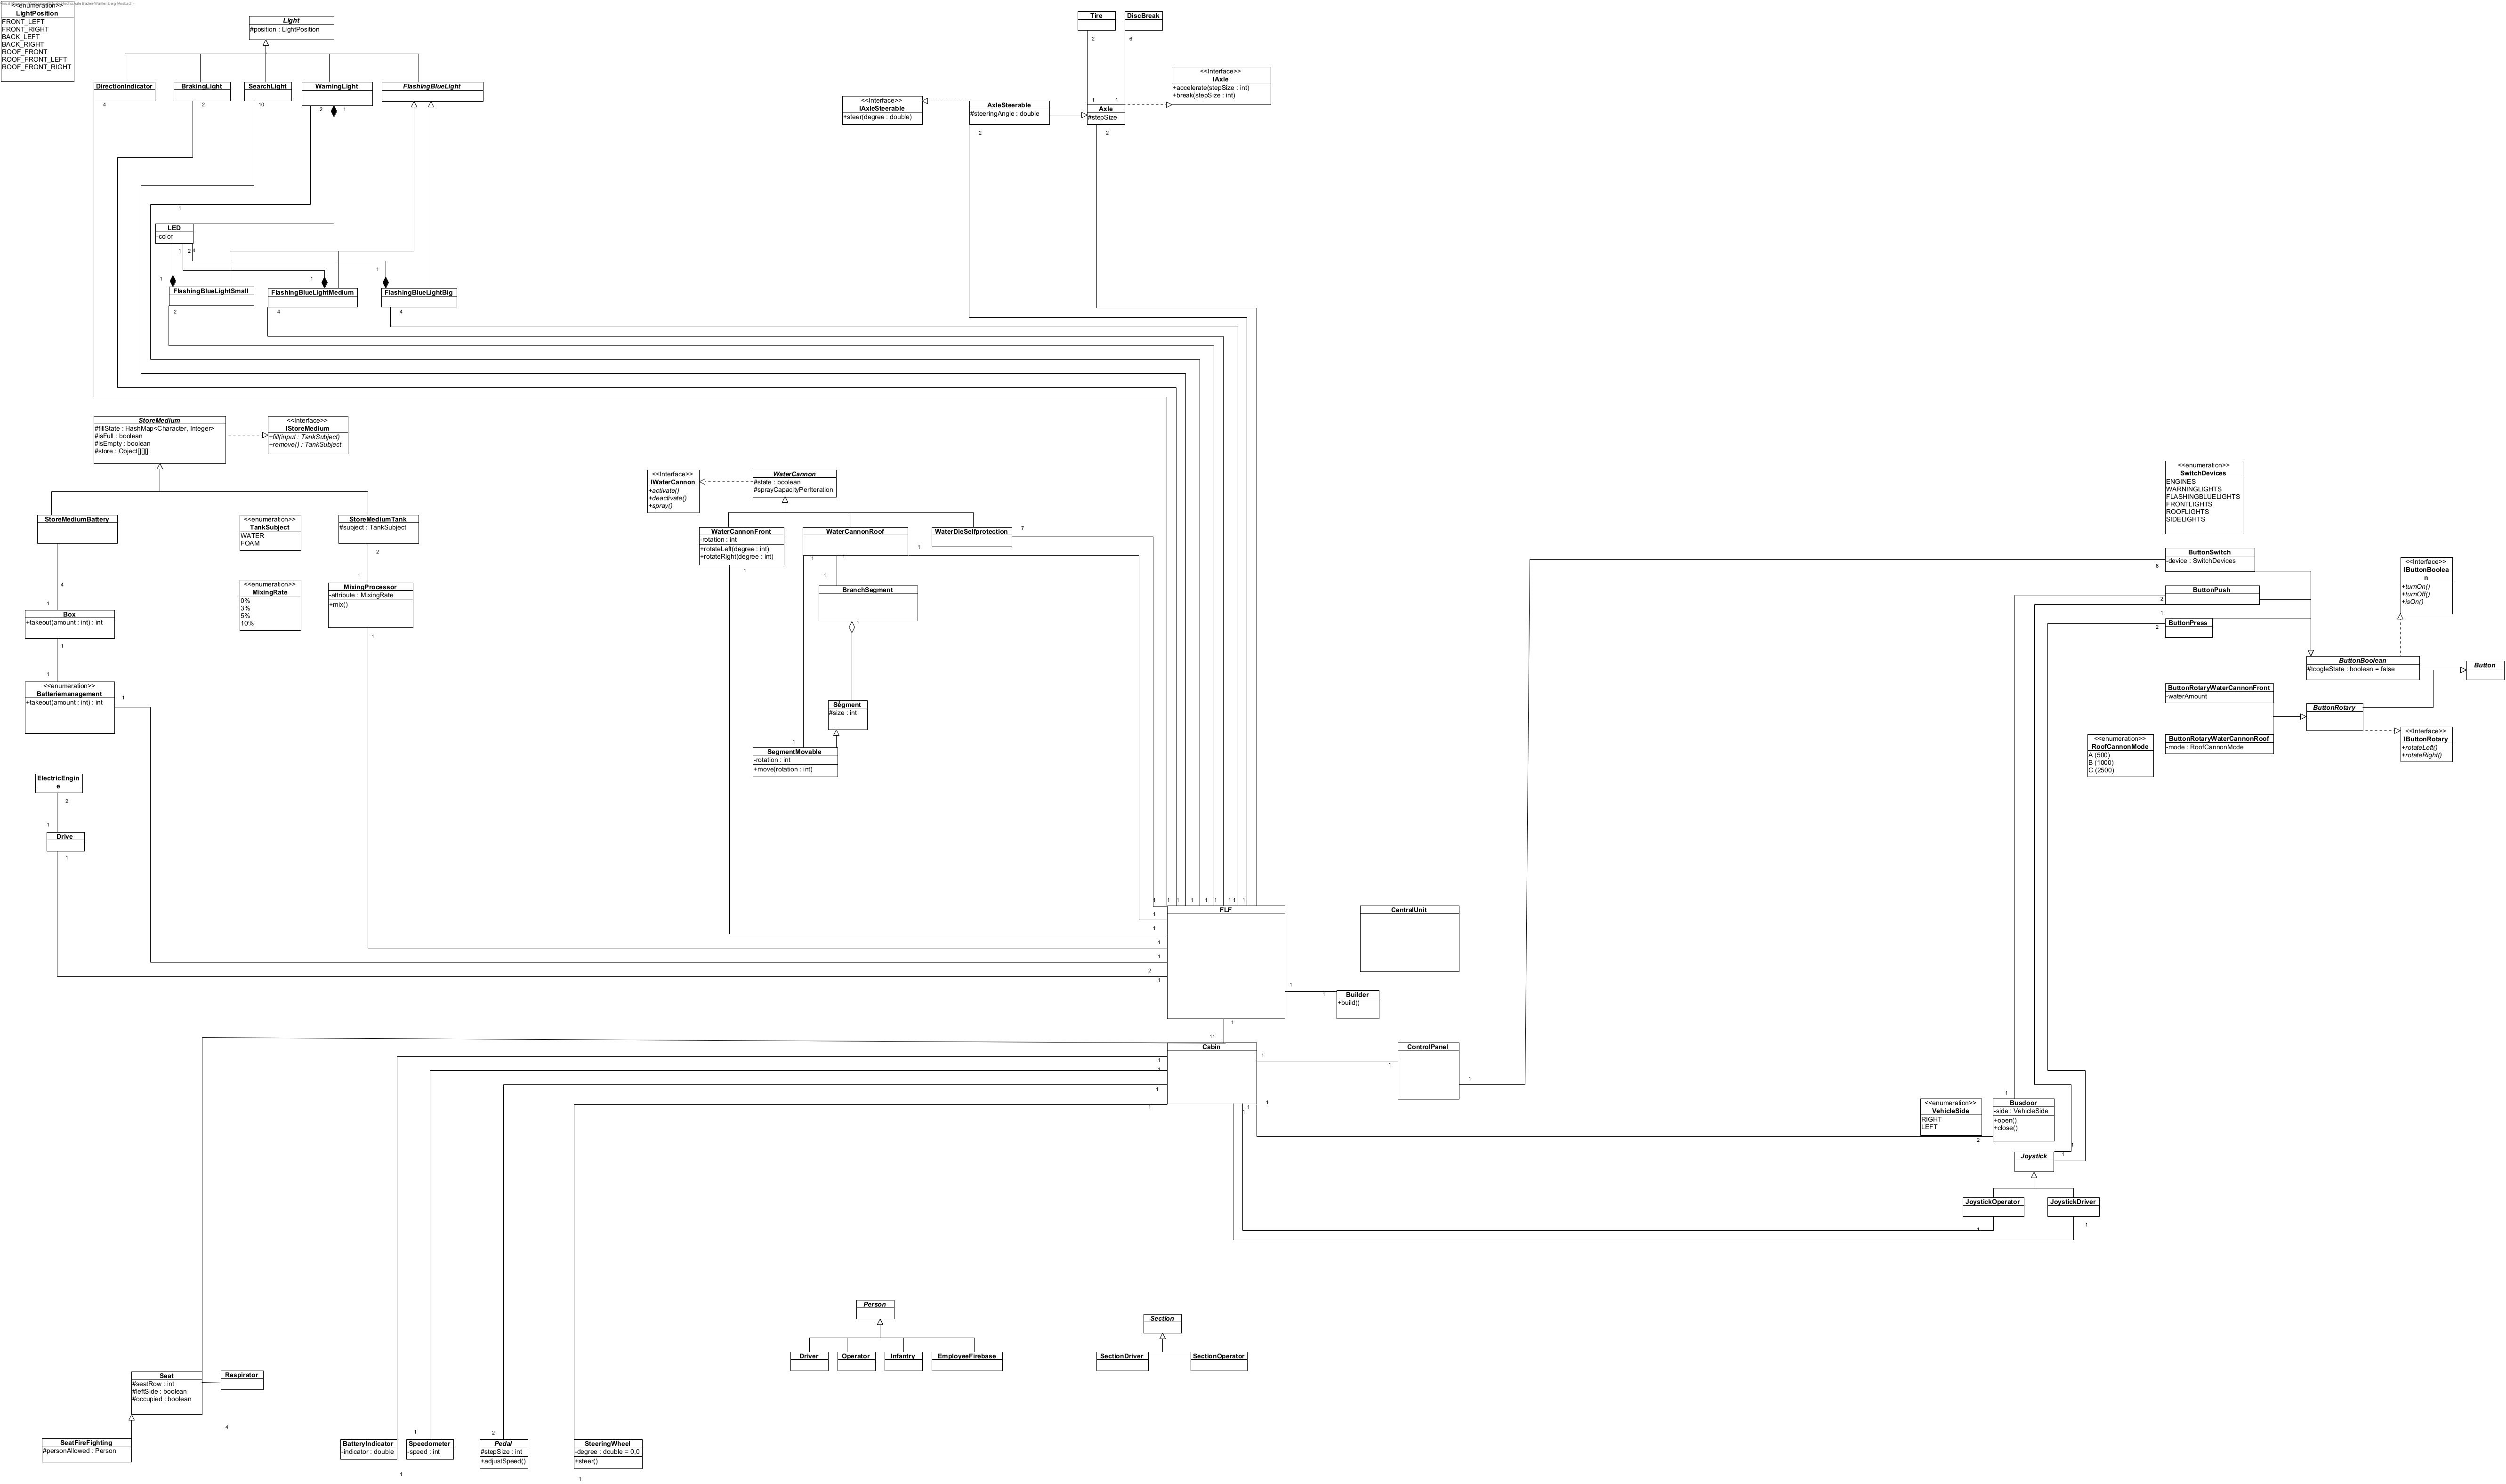 <<enumeration>>
LightPosition
FRONT_LEFT
FRONT_RIGHT
BACK_LEFT
BACK_RIGHT
ROOF_FRONT
ROOF_FRONT_LEFT
ROOF_FRONT_RIGHT
Light
#position : LightPosition
Tire
DiscBreak
2
6
<<Interface>>
IAxle
+accelerate(stepSize : int)
+break(stepSize : int)
DirectionIndicator
BrakingLight
SearchLight
WarningLight
FlashingBlueLight
4
2
10
2
1
<<Interface>>
IAxleSteerable
+steer(degree : double)
AxleSteerable
#steeringAngle : double
1
1
Axle
#stepSize
2
2
1
LED
-color
1
2
4
1
1
1
FlashingBlueLightSmall
FlashingBlueLightMedium
FlashingBlueLightBig
2
4
4
StoreMedium
#fillState : HashMap<Character, Integer>
#isFull : boolean
#isEmpty : boolean
#store : Object[][][]
<<Interface>>
IStoreMedium
+fill(input : TankSubject)
+remove() : TankSubject
<<Interface>>
IWaterCannon
+activate()
+deactivate()
+spray()
WaterCannon
#state : boolean
#sprayCapacityPerIteration
<<enumeration>>
SwitchDevices
ENGINES
WARNINGLIGHTS
FLASHINGBLUELIGHTS
FRONTLIGHTS
ROOFLIGHTS
SIDELIGHTS
StoreMediumBattery
<<enumeration>>
TankSubject
WATER
FOAM
StoreMediumTank
#subject : TankSubject
2
WaterCannonFront
-rotation : int
+rotateLeft(degree : int)
+rotateRight(degree : int)
1
WaterCannonRoof
1
1
1
WaterDieSelfprotection
7
ButtonSwitch
-device : SwitchDevices
6
<<Interface>>
IButtonBoolea
n
+turnOn()
+turnOff()
+isOn()
4
1
<<enumeration>>
MixingRate
0%
3%
5%
10%
1
MixingProcessor
-attribute : MixingRate
+mix()
1
1
BranchSegment
1
ButtonPush
2
1
ButtonPress
2
Box
+takeout(amount : int) : int
1
1
<<enumeration>>
Batteriemanagement
+takeout(amount : int) : int
1
ButtonBoolean
#toogleState : boolean = false
Button
Segment
#size : int
ButtonRotaryWaterCannonFront
-waterAmount
ButtonRotary
1
SegmentMovable
-rotation : int
+move(rotation : int)
<<enumeration>>
RoofCannonMode
A (500)
B (1000)
C (2500)
ButtonRotaryWaterCannonRoof
-mode : RoofCannonMode
<<Interface>>
IButtonRotary
+rotateLeft()
+rotateRight()
ElectricEngin
e
2
1
Drive
1
1
1
1
1
1
1
1
1
1
FLF
CentralUnit
1
1
1
1
2
1
1
1
Builder
+build()
1
11
Cabin
1
1
1
1
1
1
1
1
1
ControlPanel
1
<<enumeration>>
VehicleSide
RIGHT
LEFT
1
Busdoor
-side : VehicleSide
+open()
+close()
2
1
1
Joystick
JoystickOperator
JoystickDriver
1
1
Person
Driver
Operator
Infantry
EmployeeFirebase
Section
SectionDriver
SectionOperator
Seat
#seatRow : int
#leftSide : boolean
#occupied : boolean
Respirator
4
SeatFireFighting
#personAllowed : Person
BatteryIndicator
-indicator : double
1
1
Speedometer
-speed : int
2
Pedal
#stepSize : int
+adjustSpeed()
SteeringWheel
-degree : double = 0,0
+steer()
1